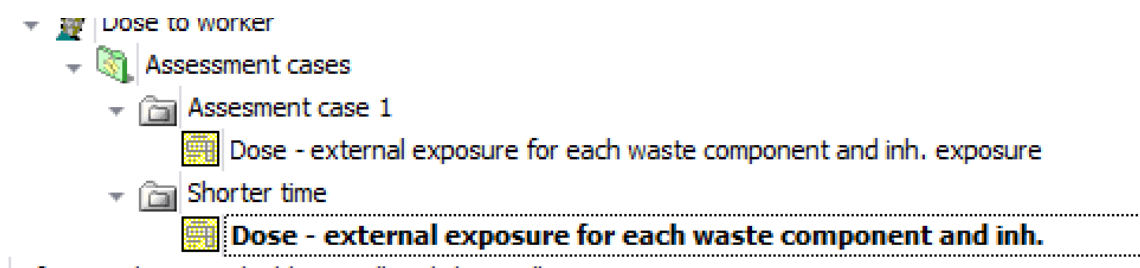 Dose to worker
Assessment cases
Assesment case 1
Dose - external exposure for each waste component and inh. exposure
Shorter time
Dose - external exposure for each waste component and inh.